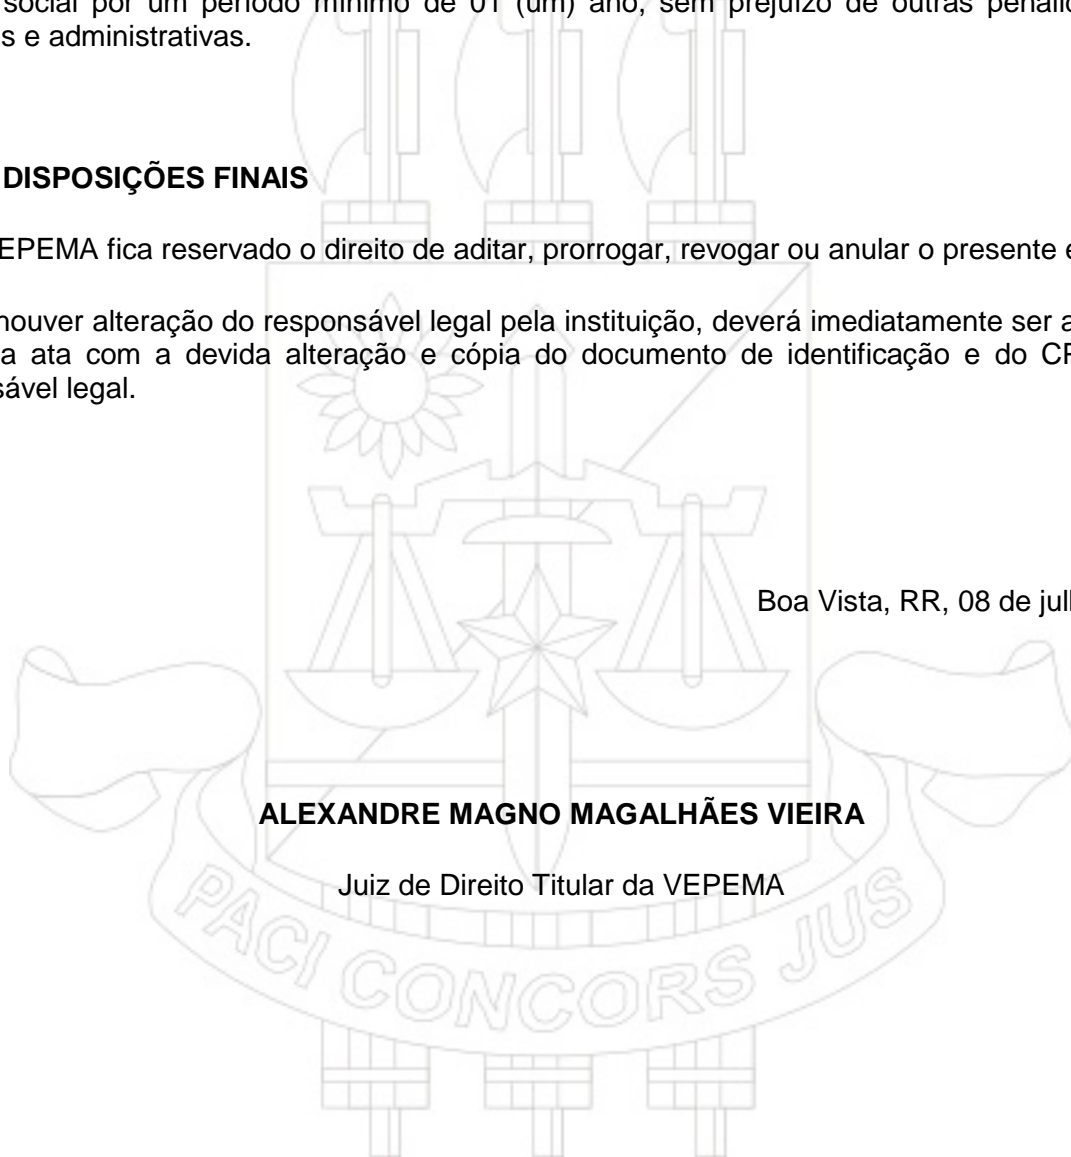 social por um período mínimo de 01 (um) ano, sem prejuízo de outras
s e administrativas.
DISPOSIÇÕES FINAIS
EPEMA fica reservado o direito de aditar, prorrogar, revogar ou anular o presente e
houver alteração do responsável legal pela instituição, deverá imediatamente ser a
a ata com a devida alteração e cópia do documento de identificação e do CP
sável legal.
Boa Vista, RR, 08 de jul
ALEXANDRE MAGNO MAGALHÃES VIEIRA
Juiz de Direito Titular da VEPEMA
PACI CONCORS JUS